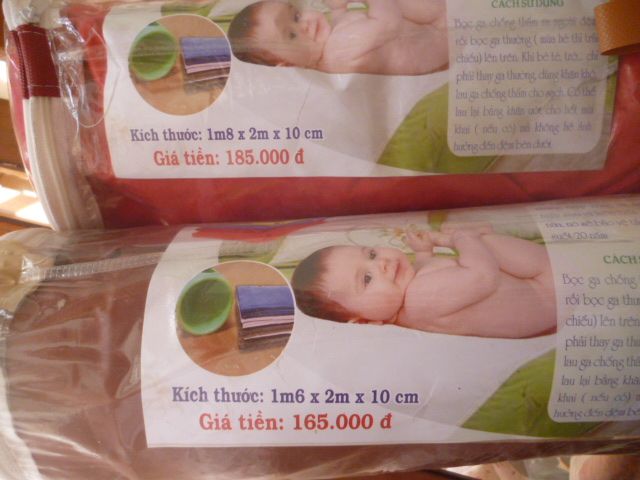 CÁCH SỬ DỤNG
Bọc ga chống thấm ra ngoài đệm
rồi bọc ga thường ( mùa hè thì trải
chiếu) lên trên. Khi bé tè, trớ... chỉ
phải thay ga thường, dùng khăn khô
lau ga chống thấm cho sạch. Có thể
lau lại bằng khăn ướt cho hết mùi
khai ( nếu có) mà không hề ảnh
hưởng đến đệm bên dưới.
Kích thước: 1m8 x 2m x 10 cm
Giá tiền: 185.000 đ
CÁCH S
Bọc ga chống
rồi bọc ga thư
chiếu) lên trên
phải thay ga thu
lau ga chống thấ
lau lại bằng khă
khai ( nếu có) m
hưởng đến đệm bê
Kích thước: 1m6 x 2m x 10 cm
Giá tiền: 165.000 đ